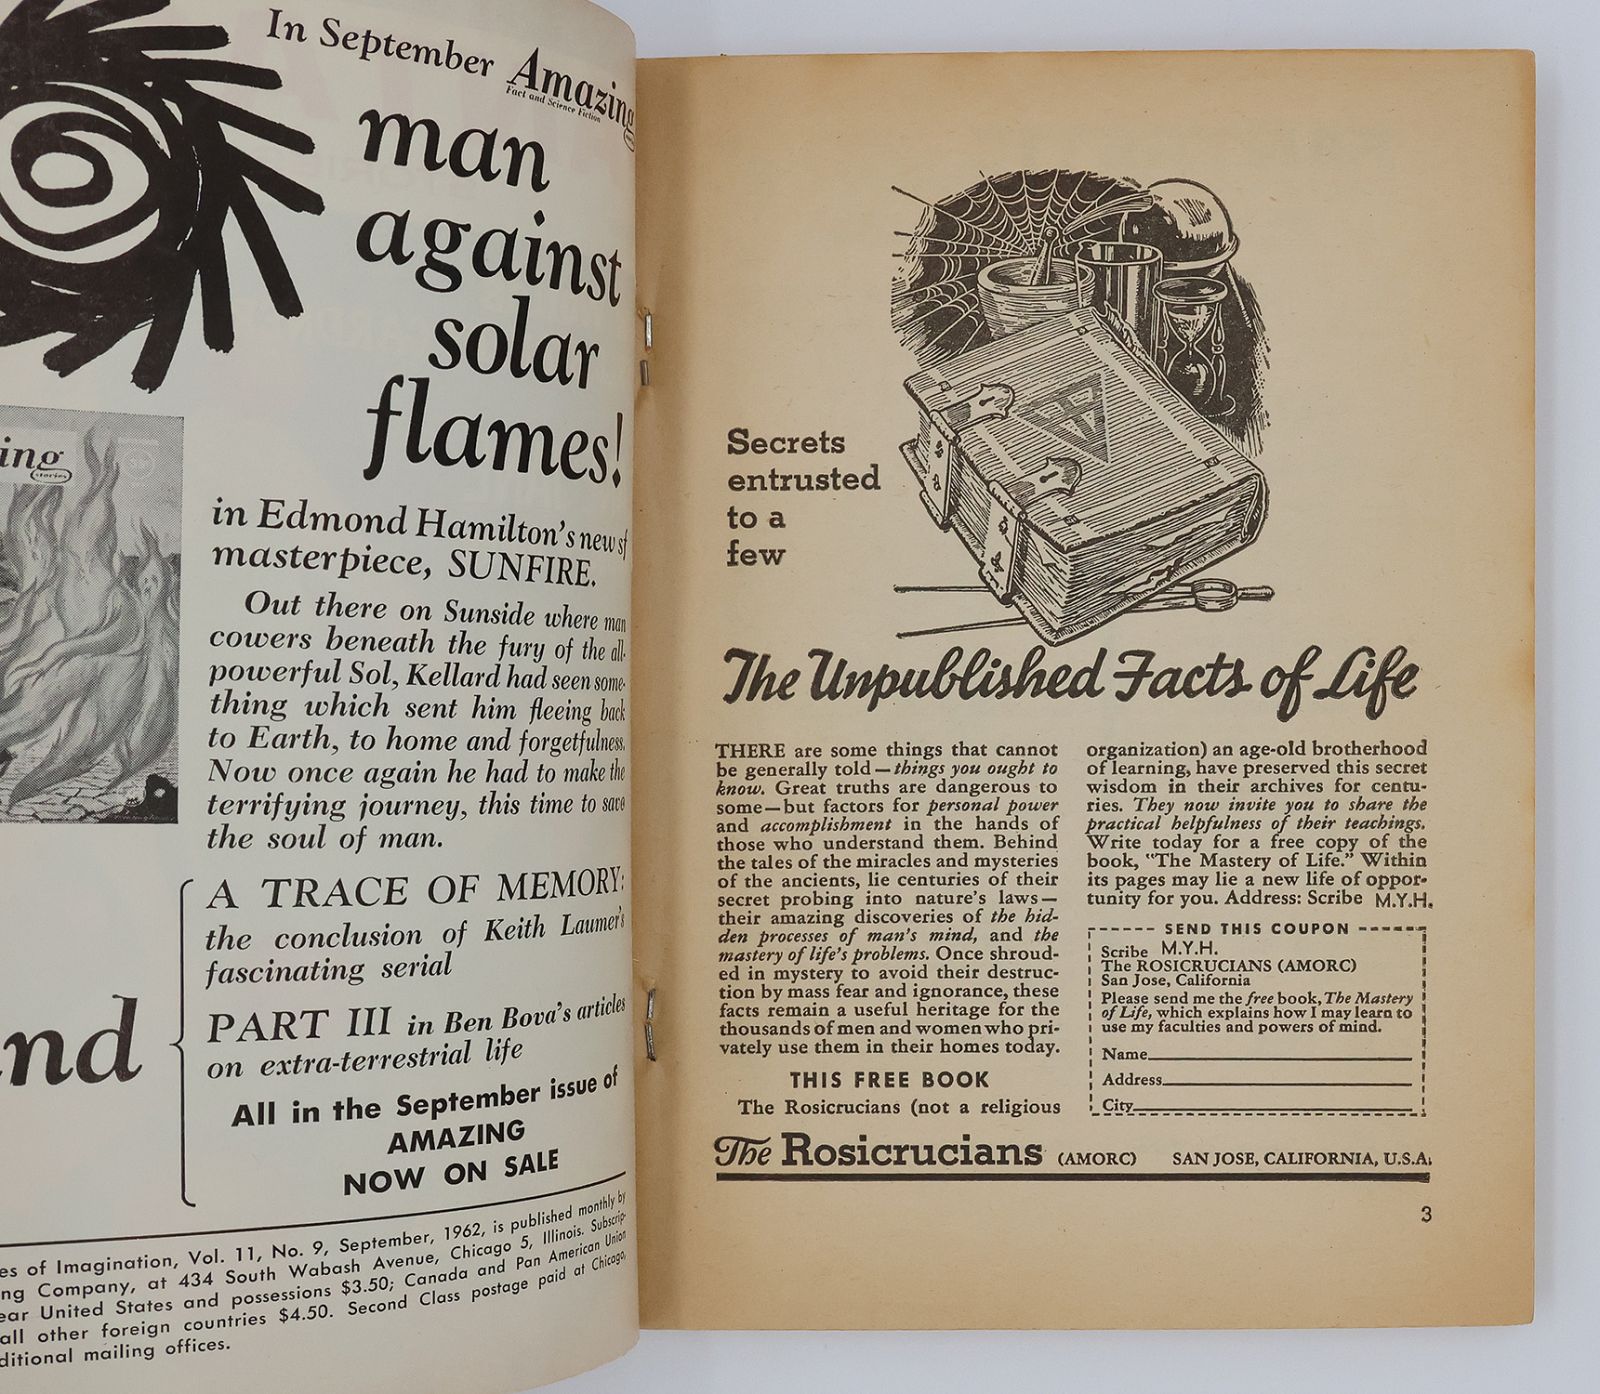 In September Amazing
Fact and Science Fiction
man
against
solar
flames!
ing
stories
in Edmond Hamilton's new sf
masterpiece, SUNFIRE.
Out there on Sunside where man
cowers beneath the fury of the all-
powerful Sol, Kellard had seen some-
thing which sent him fleeing back
to Earth, to home and forgetfulness.
Now once again he had to make the
terrifying journey, this time to save
the soul of man.
A TRACE OF MEMORY:
the conclusion of Keith Laumer's
fascinating serial
PART III in Ben Bova's articles
on extra-terrestrial life
nd
All in the September issue of
AMAZING
NOW ON SALE
es of Imagination, Vol. 11, No. 9, September, 1962, is published monthly by
ng Company, at 434 South Wabash Avenue, Chicago 5, Illinois. Subscrip-
ear United States and possessions $3.50; Canada and Pan American Union
all other foreign countries $4.50. Second Class postage paid at Chicago,
ditional mailing offices.
Secrets
entrusted
to a
few
The Unpublished Facts of Life
THERE are some things that cannot
be generally told—things you ought to
know. Great truths are dangerous to
some—but factors for personal power
and accomplishment in the hands of
those who understand them. Behind
the tales of the miracles and mysteries
of the ancients, lie centuries of their
secret probing into nature's laws—
their amazing discoveries of the hid-
den processes of man's mind, and the
mastery of life's problems. Once shroud-
ed in mystery to avoid their destruc-
tion by mass fear and ignorance, these
facts remain a useful heritage for the
thousands of men and women who pri-
vately use them in their homes today.
THIS FREE BOOK
The Rosicrucians (not a religious
organization) an age-old brotherhood
of learning, have preserved this secret
wisdom in their archives for centu-
ries. They now invite you to share the
practical helpfulness of their teachings.
Write today for a free copy of the
book, "The Mastery of Life." Within
its pages may lie a new life of oppor-
tunity for you. Address: Scribe M.Y.H.
SEND THIS COUPON
Scribe M.Y.H.
The ROSICRUCIANS (AMORC)
San Jose, California
Please send me the free book, The Mastery
of Life, which explains how I may learn to
use my faculties and powers of mind.
Name
Address
City
The Rosicrucians (AMORC) SAN JOSE, CALIFORNIA, U.S.A.
3